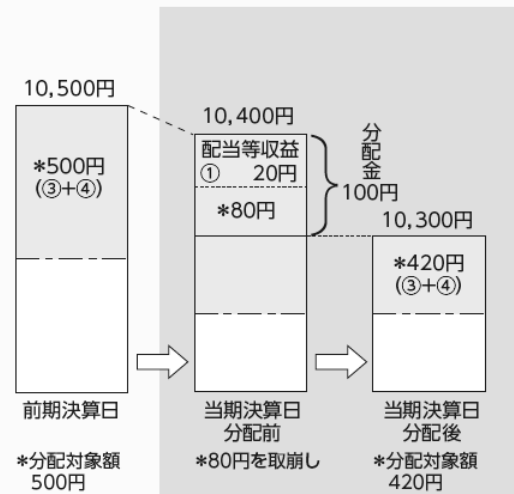 10,500円
*500円
(③+④)
前期決算日
*分配対象額
500円
10,400円
配当等収益
① 20円
*80円
分配金
100円
当期決算日
分配前
*80円を取崩し
10,300円
*420円
(③+④)
当期決算日
分配後
*分配対象額
420円